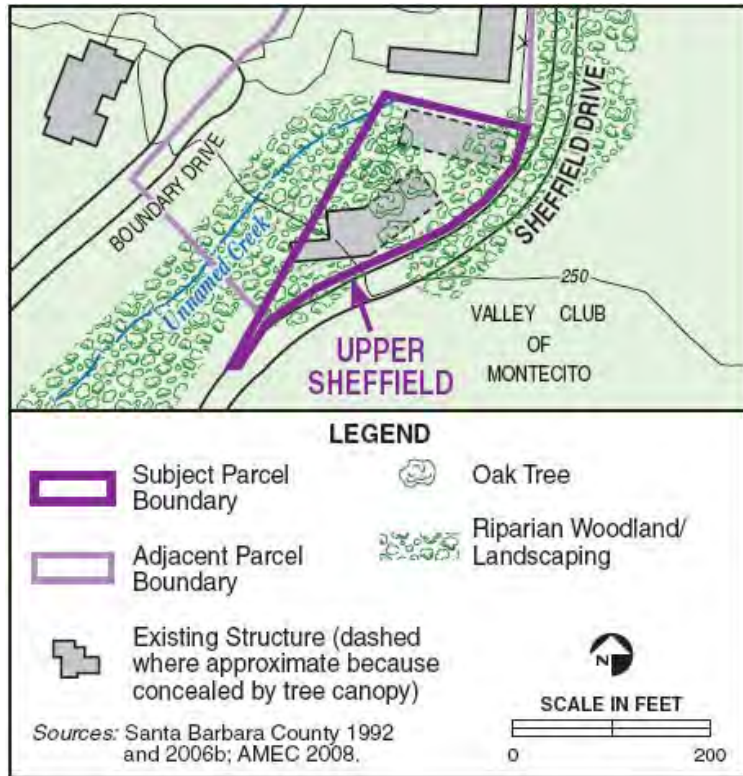 BOUNDARY DRIVE
SHEFFIELD DRIVE
Unnamed Creek
250
VALLEY CLUB
OF
MONTECITO
UPPER
SHEFFIELD
LEGEND
Subject Parcel
Boundary
Adjacent Parcel
Boundary
Existing Structure (dashed
where approximate because
concealed by tree canopy)
Oak Tree
Riparian Woodland/
Landscaping
N
SCALE IN FEET
0 200
Sources: Santa Barbara County 1992
and 2006b; AMEC 2008.